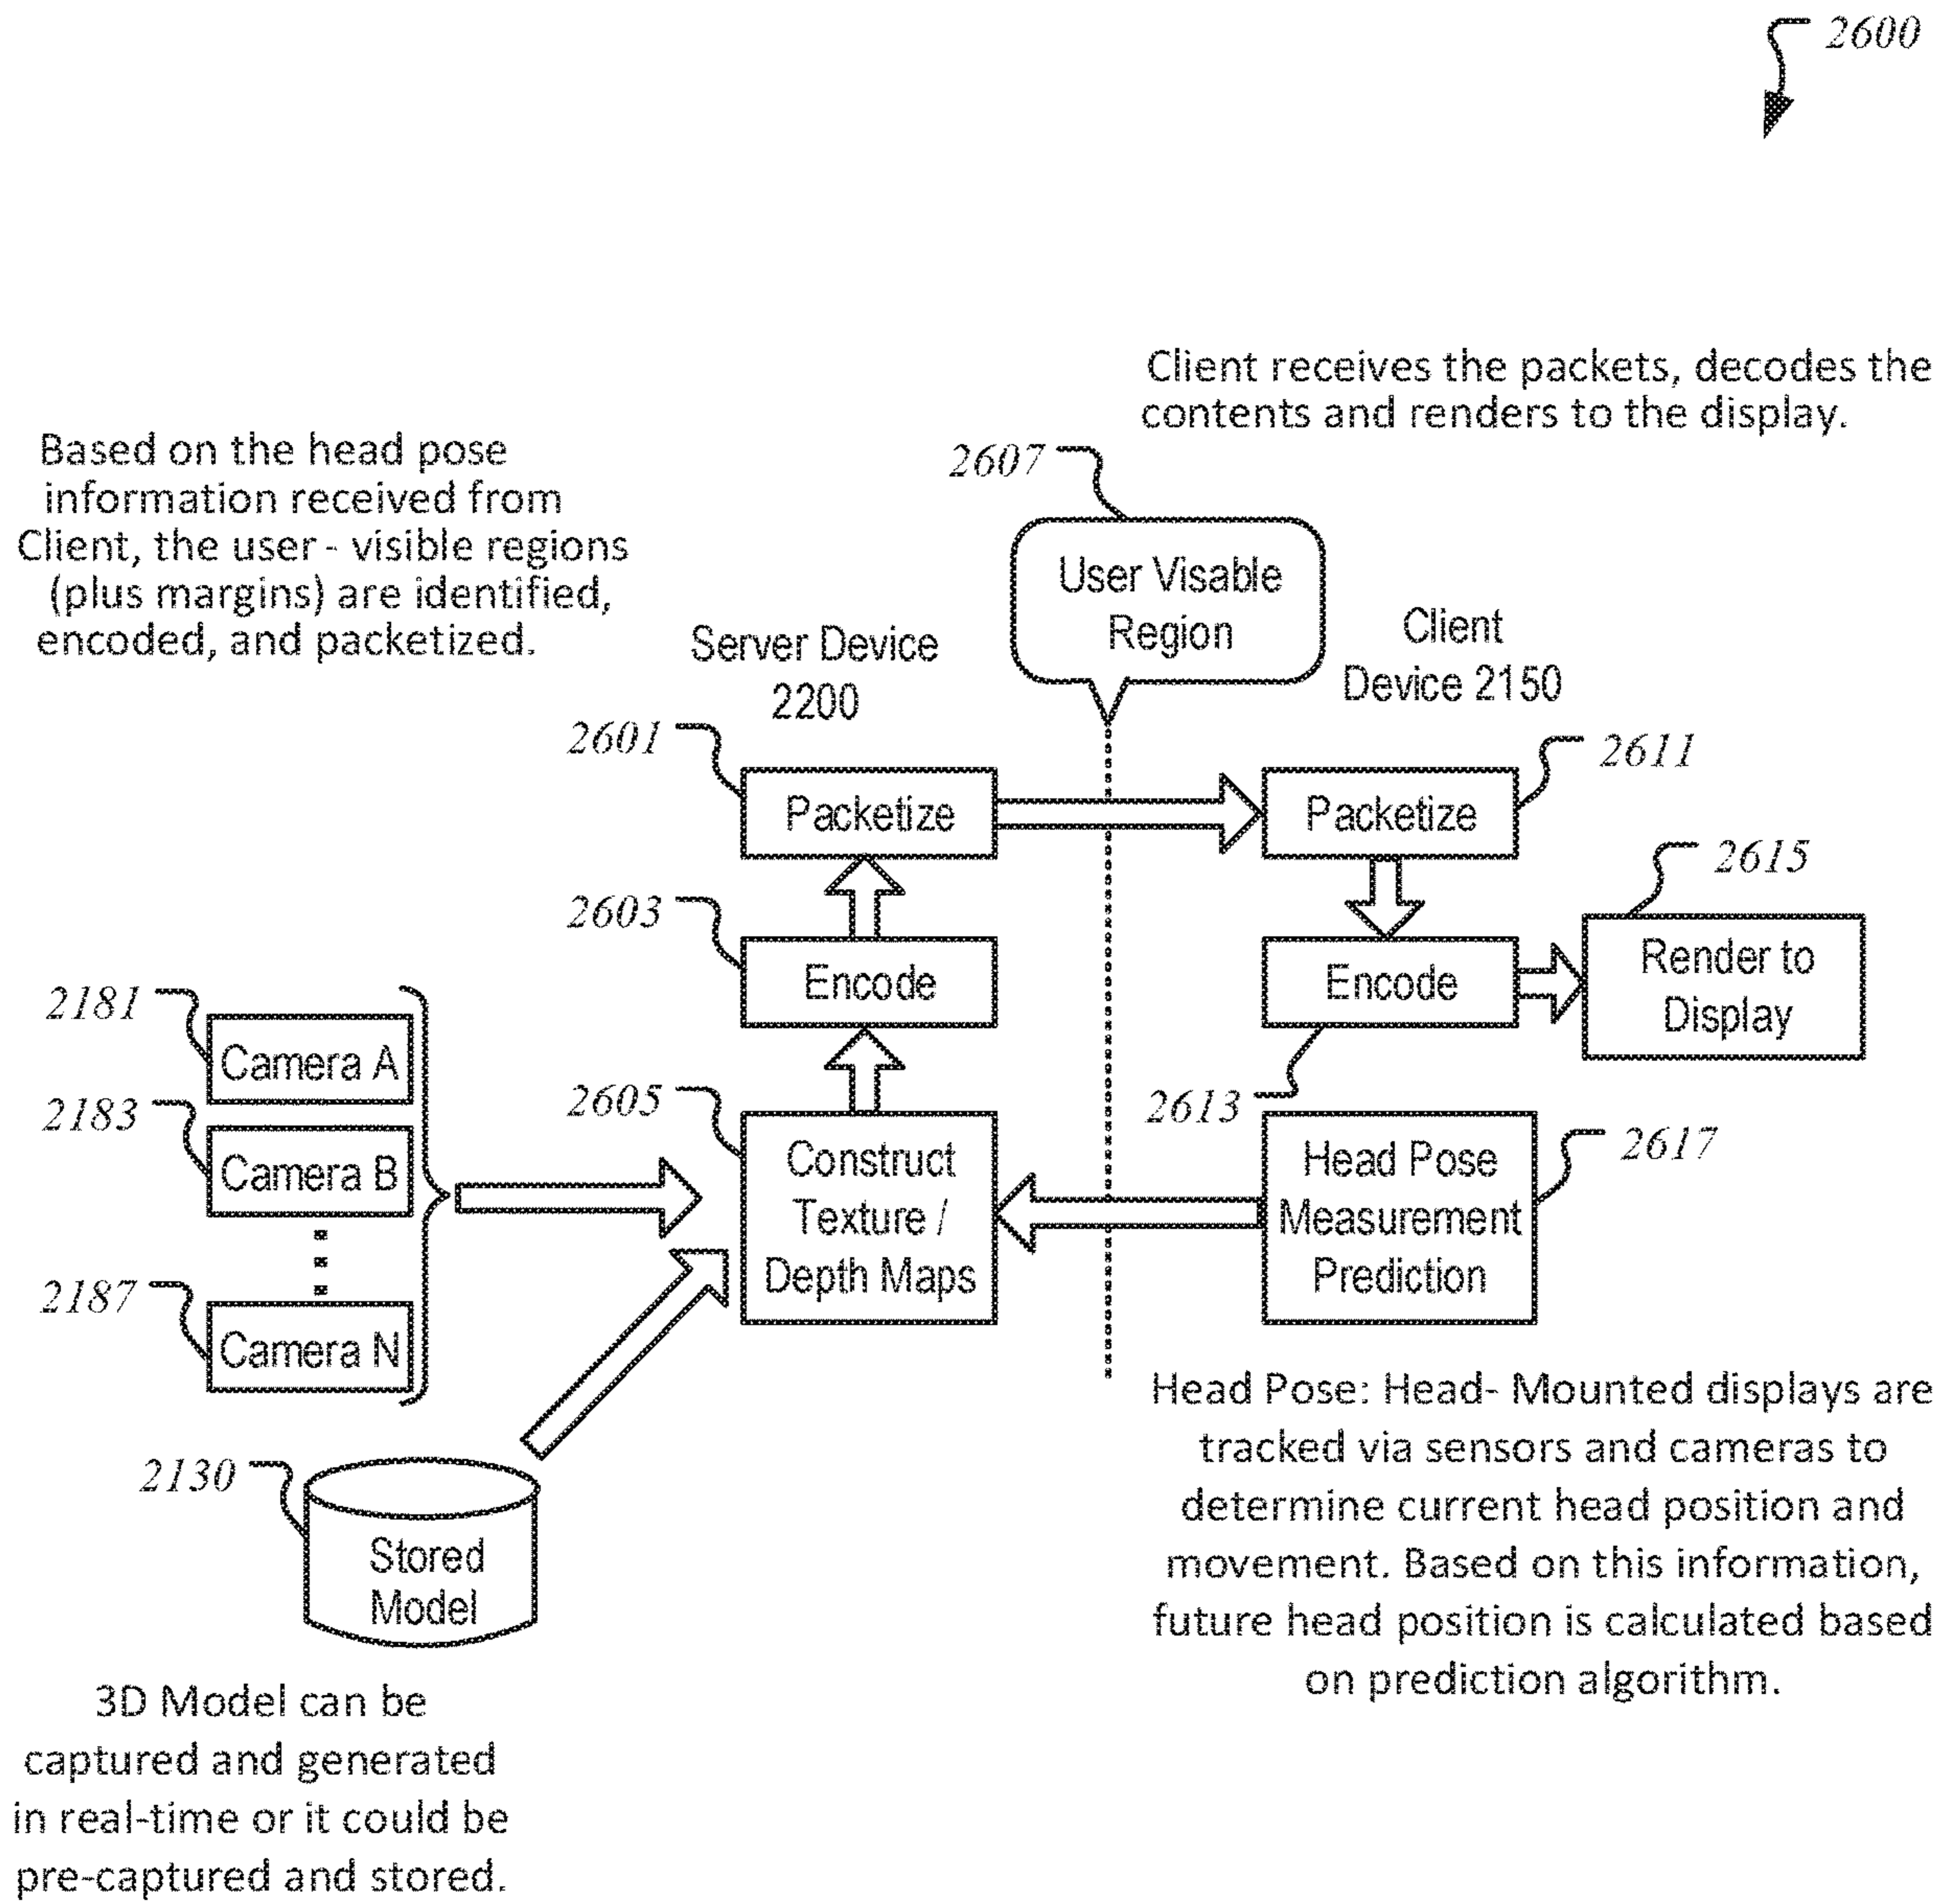 2600
Client receives the packets, decodes the
contents and renders to the display.
Based on the head pose
information received from
Client, the user - visible regions
(plus margins) are identified,
encoded, and packetized.
2607
User Visable
Region
Server Device
2200
Client
Device 2150
2601
Packetize
2611
Packetize
2603
Encode
2613
Encode
2615
Render to
Display
2181
Camera A
2183
Camera B
2187
Camera N
2605
Construct
Texture /
Depth Maps
2617
Head Pose
Measurement
Prediction
2130
Stored
Model
Head Pose: Head- Mounted displays are
tracked via sensors and cameras to
determine current head position and
movement. Based on this information,
future head position is calculated based
on prediction algorithm.
3D Model can be
captured and generated
in real-time or it could be
pre-captured and stored.